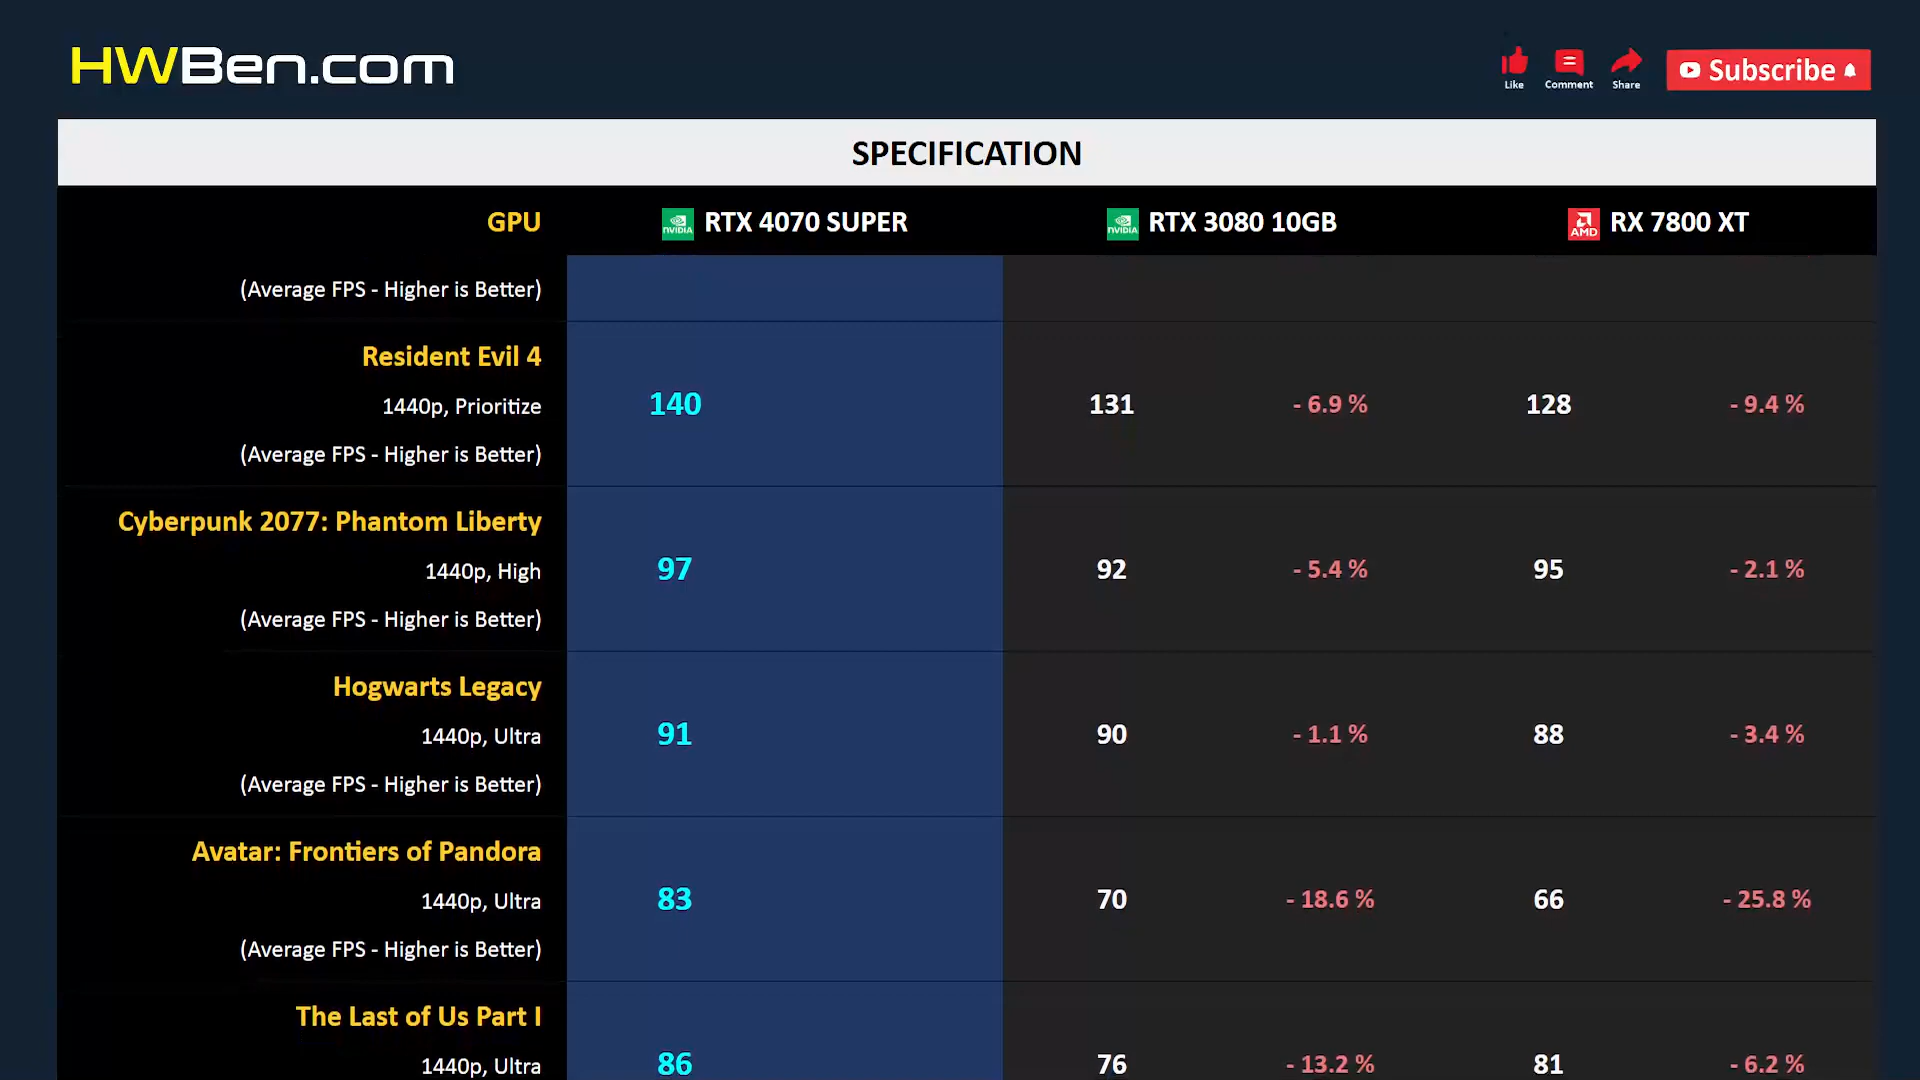 HWBen.com
Like
Comment
Share
Subscribe
SPECIFICATION
GPU NVIDIA RTX 4070 SUPER NVIDIA RTX 3080 10GB AMD RX 7800 XT
(Average FPS - Higher is Better)
Resident Evil 4
1440p, Prioritize
(Average FPS - Higher is Better)
140 131 - 6.9 % 128 - 9.4 %
Cyberpunk 2077: Phantom Liberty
1440p, High
(Average FPS - Higher is Better)
97 92 - 5.4 % 95 - 2.1 %
Hogwarts Legacy
1440p, Ultra
(Average FPS - Higher is Better)
91 90 - 1.1 % 88 - 3.4 %
Avatar: Frontiers of Pandora
1440p, Ultra
(Average FPS - Higher is Better)
83 70 - 18.6 % 66 - 25.8 %
The Last of Us Part I
1440p, Ultra
86 76 - 13.2 % 81 - 6.2 %